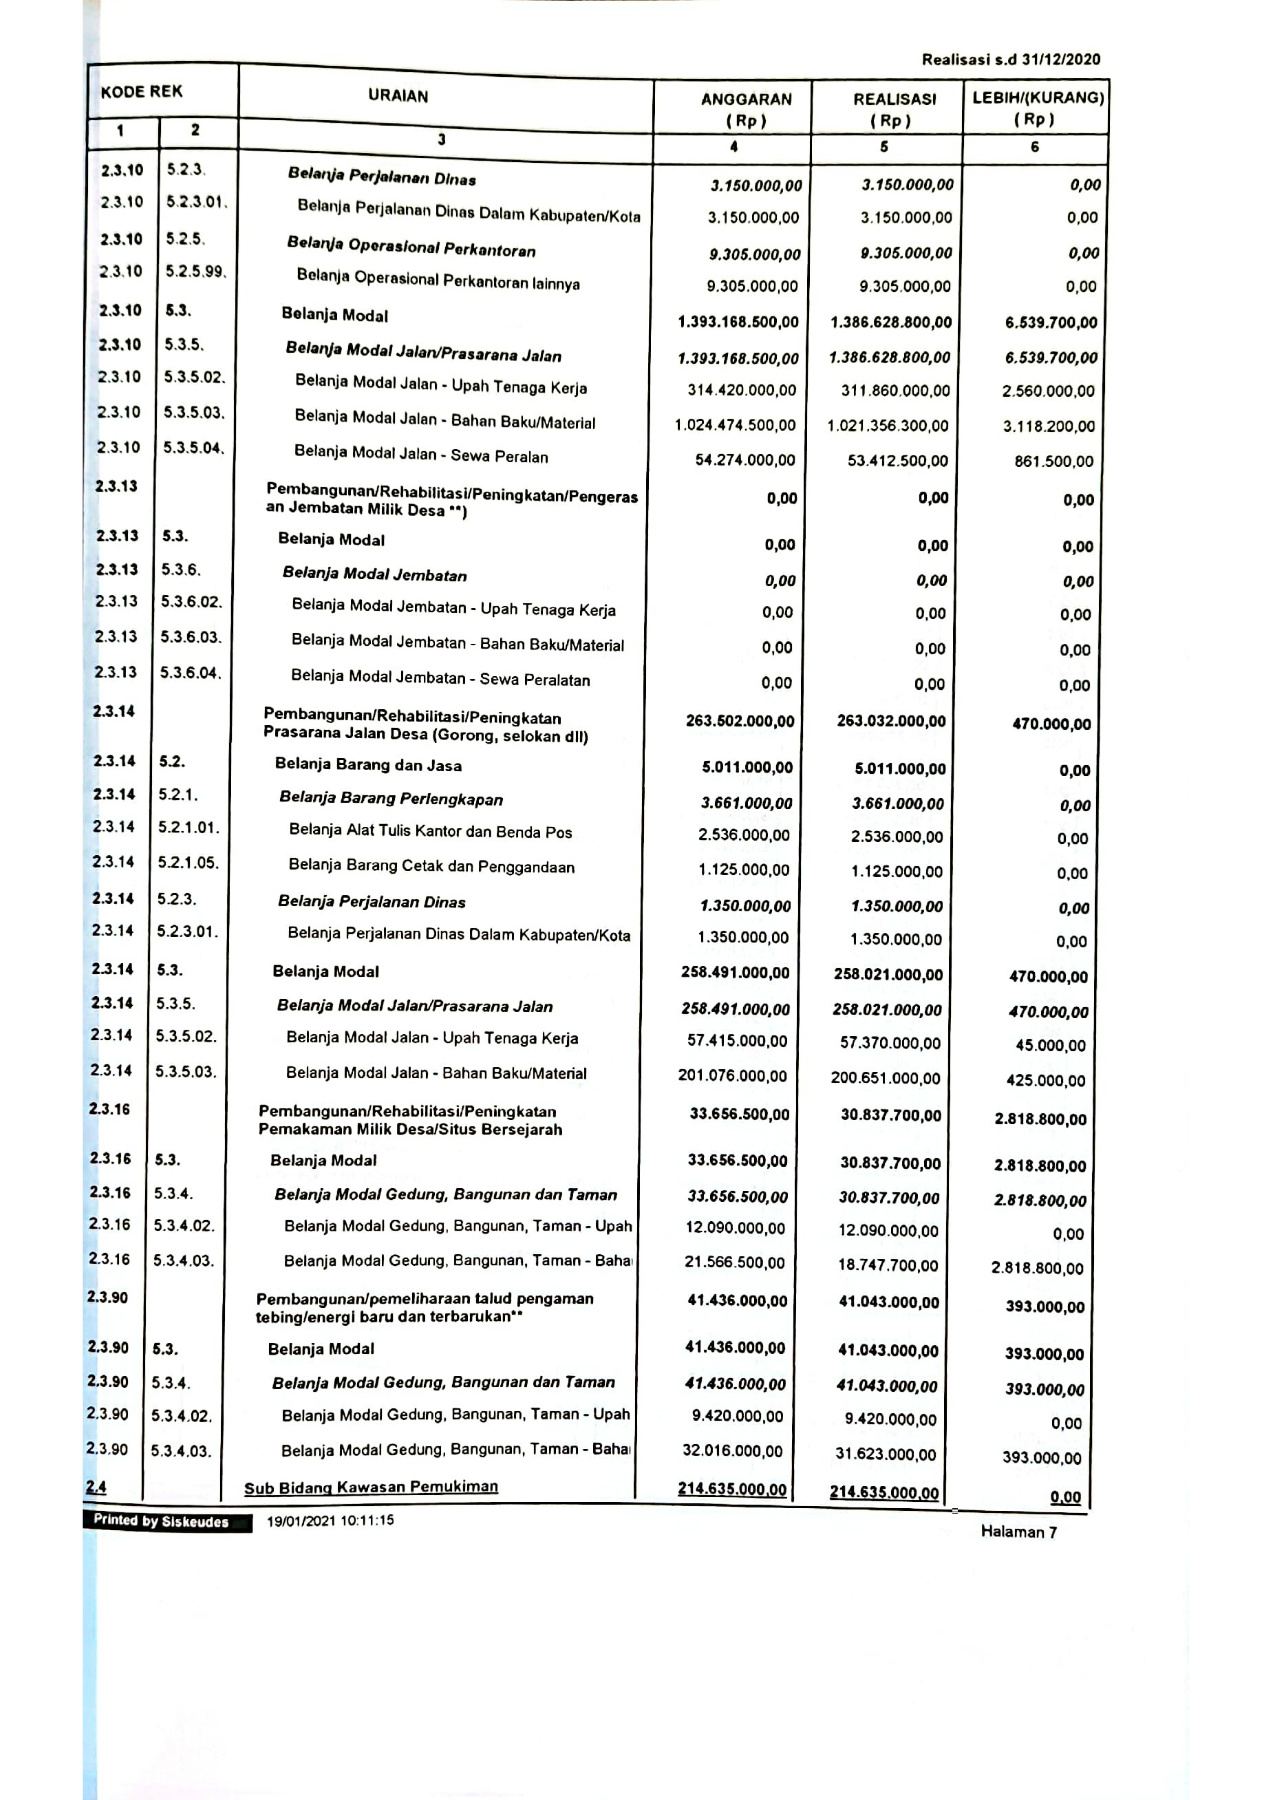 Realisasi s.d 31/12/2020
KODE REK URAIAN ANGGARAN (Rp) REALISASI (Rp) LEBIH/(KURANG) (Rp)
1 2 3 4 5 6
2.3.10 5.2.3. Belanja Perjalanan Dinas 3.150.000,00 3.150.000,00 0,00
2.3.10 5.2.3.01. Belanja Perjalanan Dinas Dalam Kabupaten/Kota 3.150.000,00 3.150.000,00 0,00
2.3.10 5.2.5. Belanja Operasional Perkantoran 9.305.000,00 9.305.000,00 0,00
2.3.10 5.2.5.99. Belanja Operasional Perkantoran lainnya 9.305.000,00 9.305.000,00 0,00
2.3.10 5.3. Belanja Modal 1.393.168.500,00 1.386.628.800,00 6.539.700,00
2.3.10 5.3.5. Belanja Modal Jalan/Prasarana Jalan 1.393.168.500,00 1.386.628.800,00 6.539.700,00
2.3.10 5.3.5.02. Belanja Modal Jalan - Upah Tenaga Kerja 314.420.000,00 311.860.000,00 2.560.000,00
2.3.10 5.3.5.03. Belanja Modal Jalan - Bahan Baku/Material 1.024.474.500,00 1.021.356.300,00 3.118.200,00
2.3.10 5.3.5.04. Belanja Modal Jalan - Sewa Peralan 54.274.000,00 53.412.500,00 861.500,00
2.3.13 Pembangunan/Rehabilitasi/Peningkatan/Pengeras 0,00 0,00 0,00
an Jembatan Milik Desa **)
2.3.13 5.3. Belanja Modal 0,00 0,00 0,00
2.3.13 5.3.6. Belanja Modal Jembatan 0,00 0,00 0,00
2.3.13 5.3.6.02. Belanja Modal Jembatan - Upah Tenaga Kerja 0,00 0,00 0,00
2.3.13 5.3.6.03. Belanja Modal Jembatan - Bahan Baku/Material 0,00 0,00 0,00
2.3.13 5.3.6.04. Belanja Modal Jembatan - Sewa Peralatan 0,00 0,00 0,00
2.3.14 Pembangunan/Rehabilitasi/Peningkatan 263.502.000,00 263.032.000,00 470.000,00
Prasarana Jalan Desa (Gorong, selokan dll)
2.3.14 5.2. Belanja Barang dan Jasa 5.011.000,00 5.011.000,00 0,00
2.3.14 5.2.1. Belanja Barang Perlengkapan 3.661.000,00 3.661.000,00 0,00
2.3.14 5.2.1.01. Belanja Alat Tulis Kantor dan Benda Pos 2.536.000,00 2.536.000,00 0,00
2.3.14 5.2.1.05. Belanja Barang Cetak dan Penggandaan 1.125.000,00 1.125.000,00 0,00
2.3.14 5.2.3. Belanja Perjalanan Dinas 1.350.000,00 1.350.000,00 0,00
2.3.14 5.2.3.01. Belanja Perjalanan Dinas Dalam Kabupaten/Kota 1.350.000,00 1.350.000,00 0,00
2.3.14 5.3. Belanja Modal 258.491.000,00 258.021.000,00 470.000,00
2.3.14 5.3.5. Belanja Modal Jalan/Prasarana Jalan 258.491.000,00 258.021.000,00 470.000,00
2.3.14 5.3.5.02. Belanja Modal Jalan - Upah Tenaga Kerja 57.415.000,00 57.370.000,00 45.000,00
2.3.14 5.3.5.03. Belanja Modal Jalan - Bahan Baku/Material 201.076.000,00 200.651.000,00 425.000,00
2.3.16 Pembangunan/Rehabilitasi/Peningkatan 33.656.500,00 30.837.700,00 2.818.800,00
Pemakaman Milik Desa/Situs Bersejarah
2.3.16 5.3. Belanja Modal 33.656.500,00 30.837.700,00 2.818.800,00
2.3.16 5.3.4. Belanja Modal Gedung, Bangunan dan Taman 33.656.500,00 30.837.700,00 2.818.800,00
2.3.16 5.3.4.02. Belanja Modal Gedung, Bangunan, Taman - Upah 12.090.000,00 12.090.000,00 0,00
2.3.16 5.3.4.03. Belanja Modal Gedung, Bangunan, Taman - Baha 21.566.500,00 18.747.700,00 2.818.800,00
2.3.90 Pembangunan/pemeliharaan talud pengaman 41.436.000,00 41.043.000,00 393.000,00
tebing/energi baru dan terbarukan**
2.3.90 5.3. Belanja Modal 41.436.000,00 41.043.000,00 393.000,00
2.3.90 5.3.4. Belanja Modal Gedung, Bangunan dan Taman 41.436.000,00 41.043.000,00 393.000,00
2.3.90 5.3.4.02. Belanja Modal Gedung, Bangunan, Taman - Upah 9.420.000,00 9.420.000,00 0,00
2.3.90 5.3.4.03. Belanja Modal Gedung, Bangunan, Taman - Baha 32.016.000,00 31.623.000,00 393.000,00
2.4 Sub Bidang Kawasan Pemukiman 214.635.000,00 214.635.000,00 0,00
Printed by Siskeudes 19/01/2021 10:11:15
Halaman 7